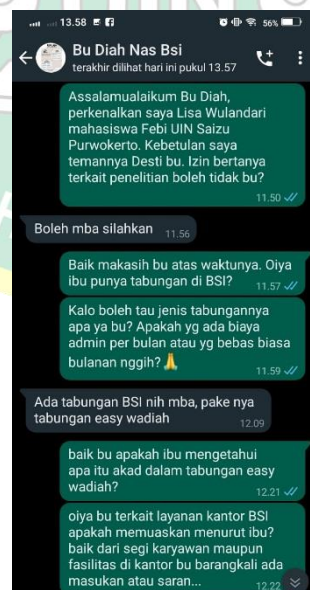 13.58
56%
Bu Diah Nas Bsi
terakhir dilihat hari ini pukul 13.57
Assalamualaikum Bu Diah,
perkenalkan saya Lisa Wulandari
mahasiswa Febi UIN Saizu
Purwokerto. Kebetulan saya
temannya Desti bu. Izin bertanya
terkait penelitian boleh tidak bu?
11.50
Boleh mba silahkan 11.56
Baik makasih bu atas waktunya. Oiya
ibu punya tabungan di BSI? 11.57
Kalo boleh tau jenis tabungannya
apa ya bu? Apakah yg ada biaya
admin per bulan atau yg bebas biasa
bulanan nggih?🙏 11.59
Ada tabungan BSI nih mba, pake nya
tabungan easy wadiah 12.09
baik bu apakah ibu mengetahui
apa itu akad dalam tabungan easy
wadiah? 12.21
oiya bu terkait layanan kantor BSI
apakah memuaskan menurut ibu?
baik dari segi karyawan maupun
fasilitas di kantor bu barangkali ada
masukan atau saran... 12.22